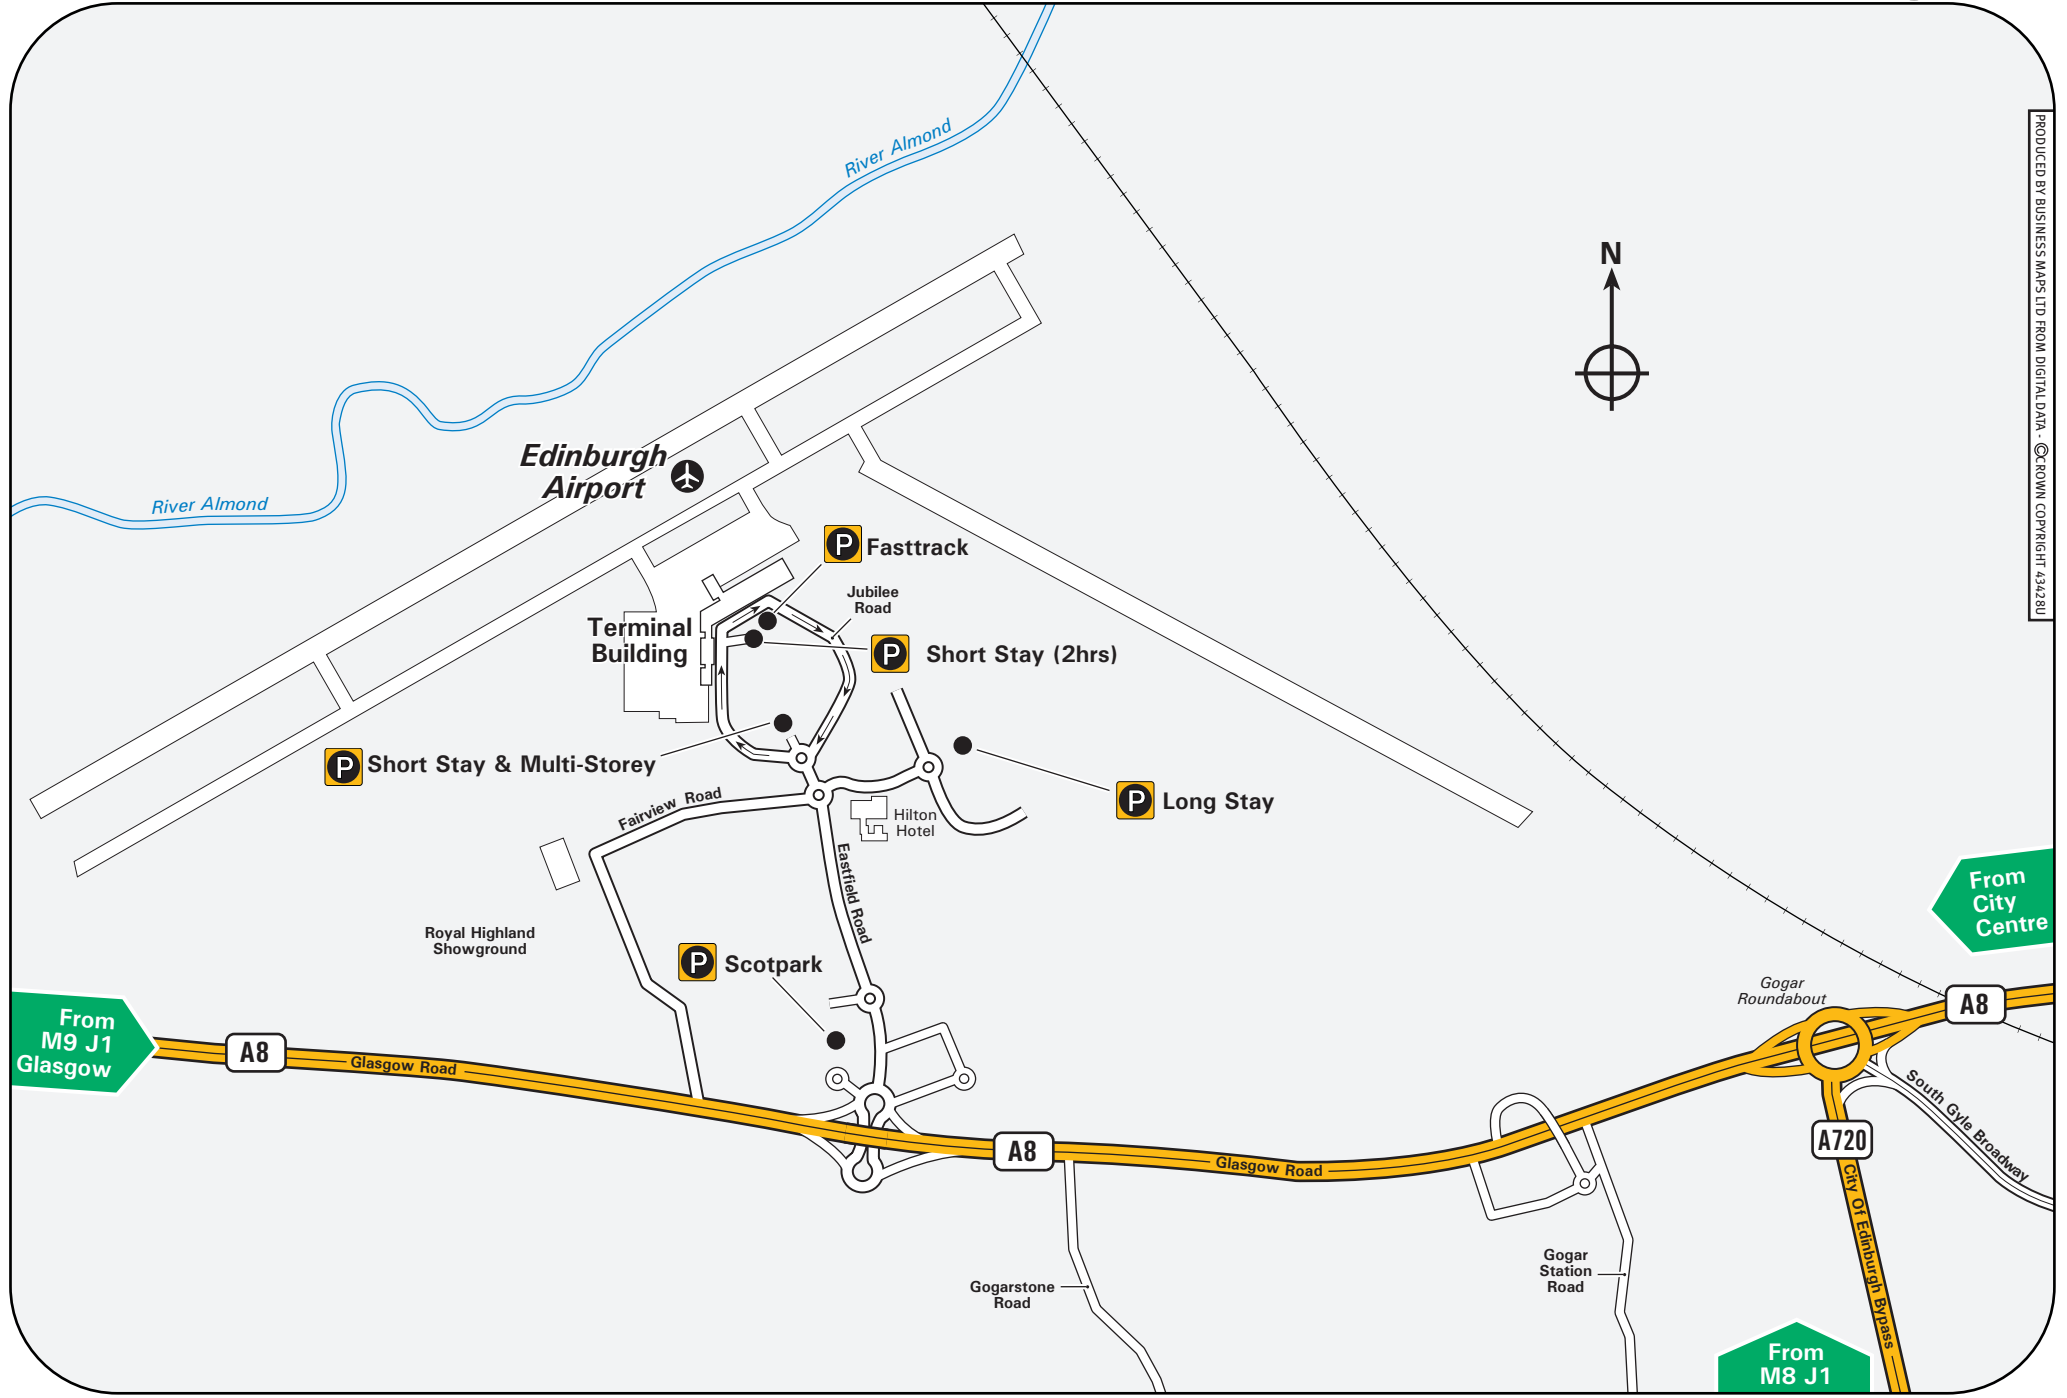 River Almond
N
PRODUCED BY BUSINESS MAPS LTD FROM DIGITAL DATA - ©CROWN COPYRIGHT 43428U
Edinburgh
Airport
River Almond
P Fasttrack
Jubilee
Road
Terminal
Building
P Short Stay (2hrs)
P Short Stay & Multi-Storey
P Long Stay
Fairview Road
Hilton
Hotel
Eastfield Road
Royal Highland
Showground
P Scotpark
From
City
Centre
Gogar
Roundabout
A8
From
M9 J1
Glasgow
A8
Glasgow Road
South Gyle Broadway
A8
Glasgow Road
A720
City Of Edinburgh Bypass
Gogarstone
Road
Gogar
Station
Road
From
M8 J1